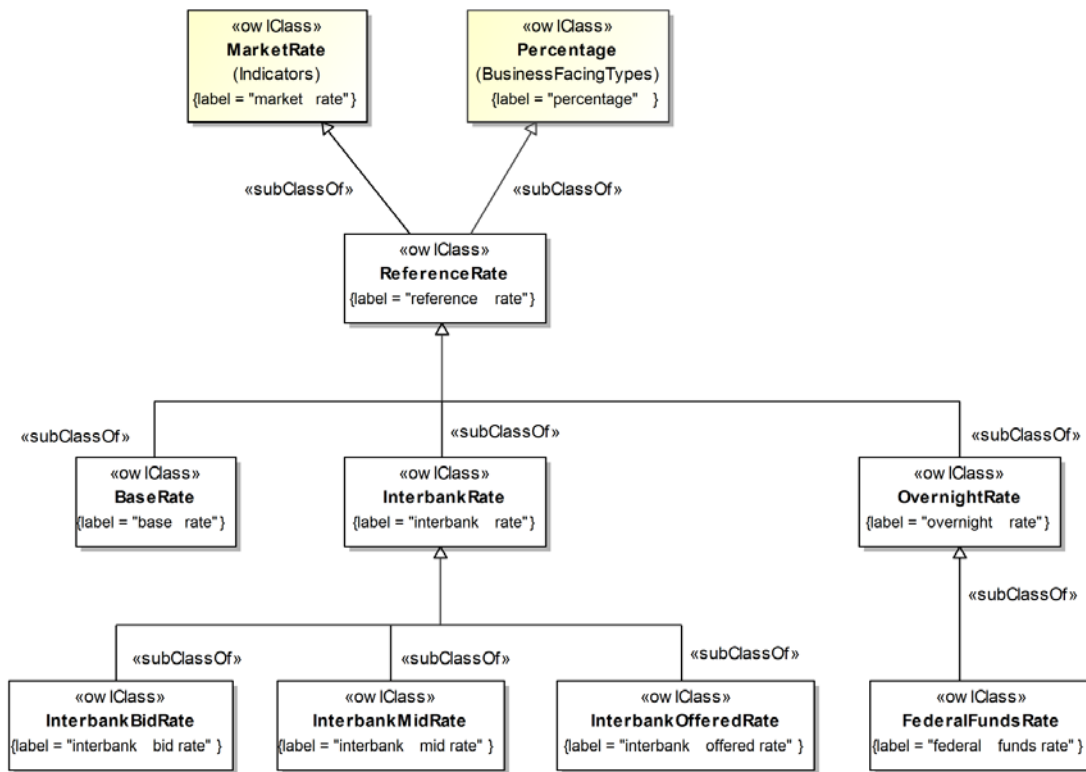 «owlClass»
MarketRate
(Indicators)
{label = "market rate"}
«owlClass»
Percentage
(BusinessFacingTypes)
{label = "percentage" }
«subClassOf»
«subClassOf»
«owlClass»
ReferenceRate
{label = "reference rate"}
«subClassOf»
«subClassOf»
«subClassOf»
«owlClass»
BaseRate
{label = "base rate"}
«owlClass»
InterbankRate
{label = "interbank rate"}
«owlClass»
OvernightRate
{label = "overnight rate"}
«subClassOf»
«subClassOf»
«subClassOf»
«subClassOf»
«owlClass»
InterbankBidRate
{label = "interbank bid rate"}
«owlClass»
InterbankMidRate
{label = "interbank mid rate"}
«owlClass»
InterbankOfferedRate
{label = "interbank offered rate"}
«owlClass»
FederalFundsRate
{label = "federal funds rate"}